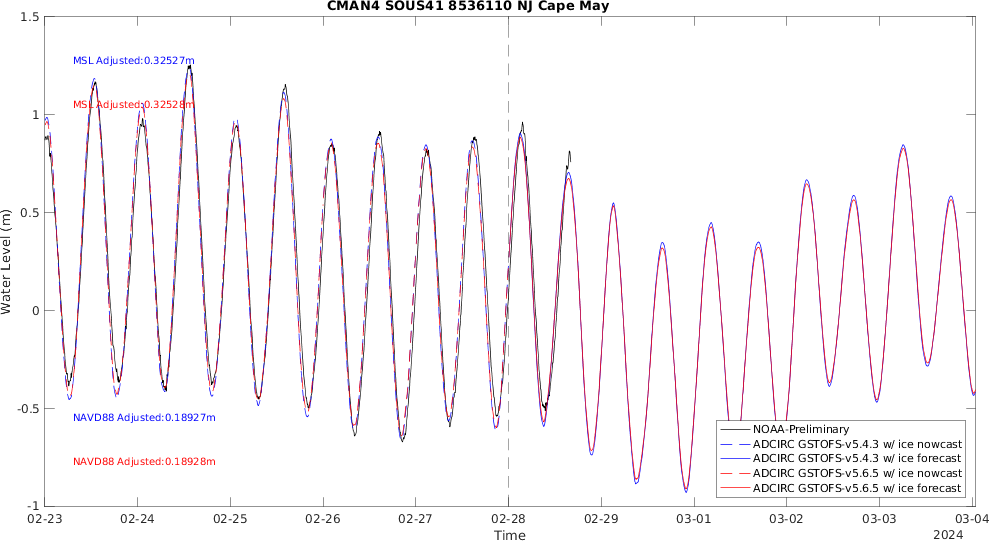 CMAN4 SOUS41 8536110 NJ Cape May
1.5
1
0.5
0
-0.5
-1
Water Level (m)
MSL Adjusted:0.32527m
MSL Adjusted:0.32528m
NAVD88 Adjusted:0.18927m
NAVD88 Adjusted:0.18928m
NOAA-Preliminary
ADCIRC GSTOFS-v5.4.3 w/ ice nowcast
ADCIRC GSTOFS-v5.4.3 w/ ice forecast
ADCIRC GSTOFS-v5.6.5 w/ ice nowcast
ADCIRC GSTOFS-v5.6.5 w/ ice forecast
02-23 02-24 02-25 02-26 02-27 02-28 02-29 03-01 03-02 03-03 03-04
Time
2024